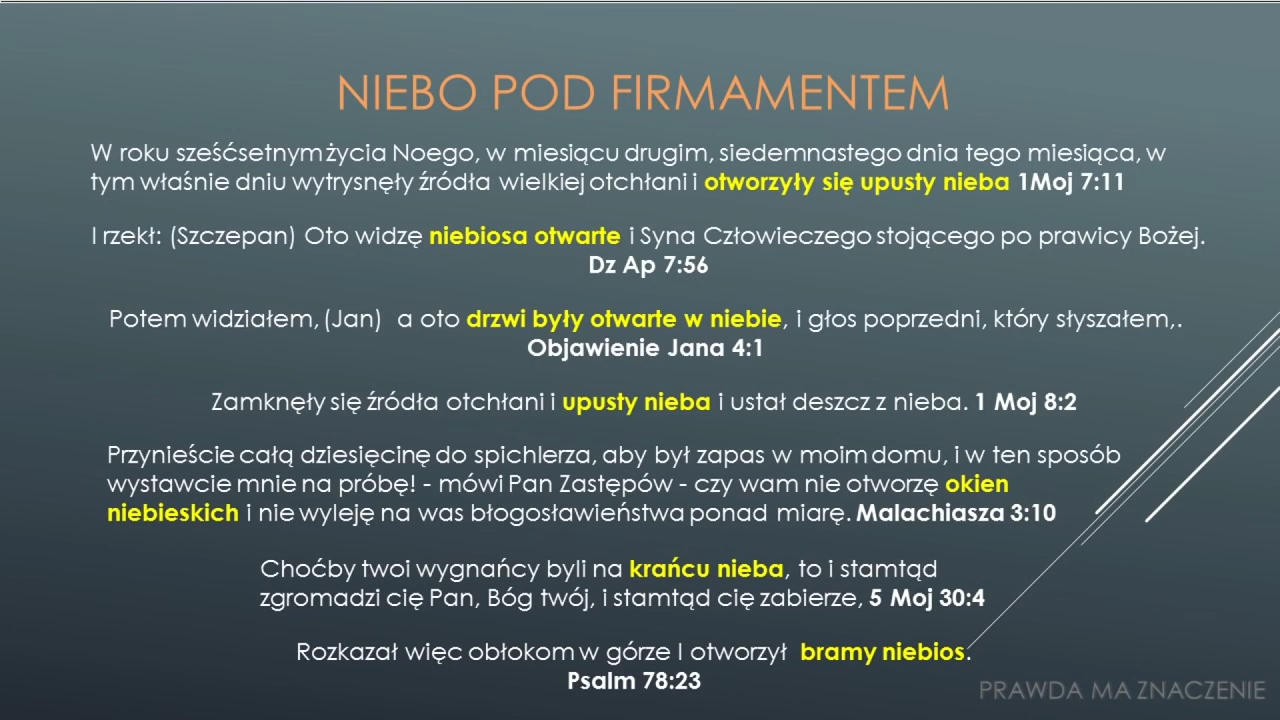 NIEBO POD FIRMAMENTEM
W roku sześćsetnym życia Noego, w miesiącu drugim, siedemnastego dnia tego miesiąca, w
tym właśnie dniu wytrysnęły źródła wielkiej otchłani i otworzyły się upusty nieba 1Moj 7:11
I rzekł: (Szczepan) Oto widzę niebiosa otwarte i Syna Człowieczego stojącego po prawicy Bożej.
Dz Ap 7:56
Potem widziałem, (Jan) a oto drzwi były otwarte w niebie, i głos poprzedni, który słyszałem,.
Objawienie Jana 4:1
Zamknęły się źródła otchłani i upusty nieba i ustał deszcz z nieba. 1 Moj 8:2
Przynieście całą dziesięcinę do spichlerza, aby był zapas w moim domu, i w ten sposób
wystawcie mnie na próbę! - mówi Pan Zastępów - czy wam nie otworzę okien
niebieskich i nie wyleję na was błogosławieństwa ponad miarę. Malachiasza 3:10
Choćby twoi wygnańcy byli na krańcu nieba, to i stamtąd
zgromadzi cię Pan, Bóg twój, i stamtąd cię zabierze, 5 Moj 30:4
Rozkazał więc obłokom w górze I otworzył bramy niebios.
Psalm 78:23
PRAWDA MA ZNACZENIE